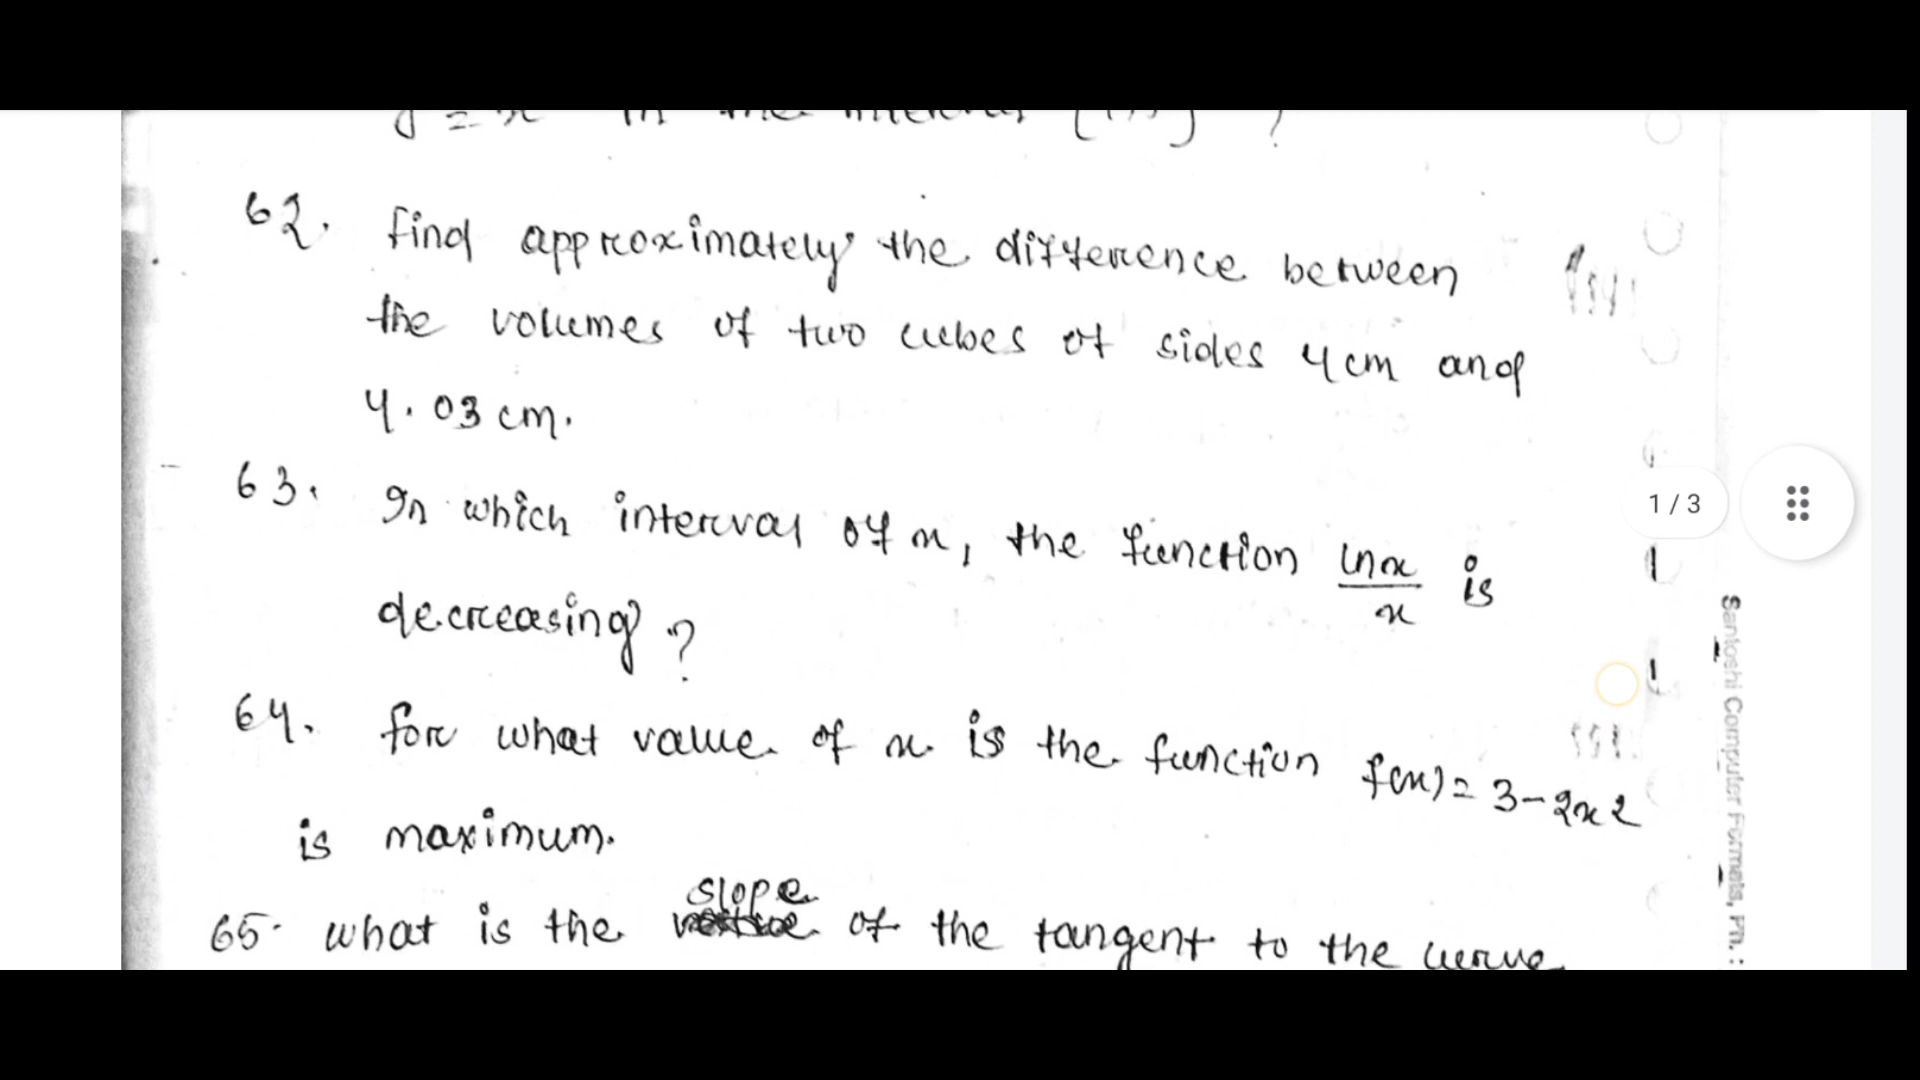 62. Find approximately the difference between
the volumes of two cubes of sides 4cm and
4.03 cm.
63. In which interval of x, the function lnx/x is
decreasing?
64. for what value of x is the function f(x) = 3-2x2
is maximum.
65. what is the slope of the tangent to the curve
1 / 3
Santoshi Computer Formats, Ph. :